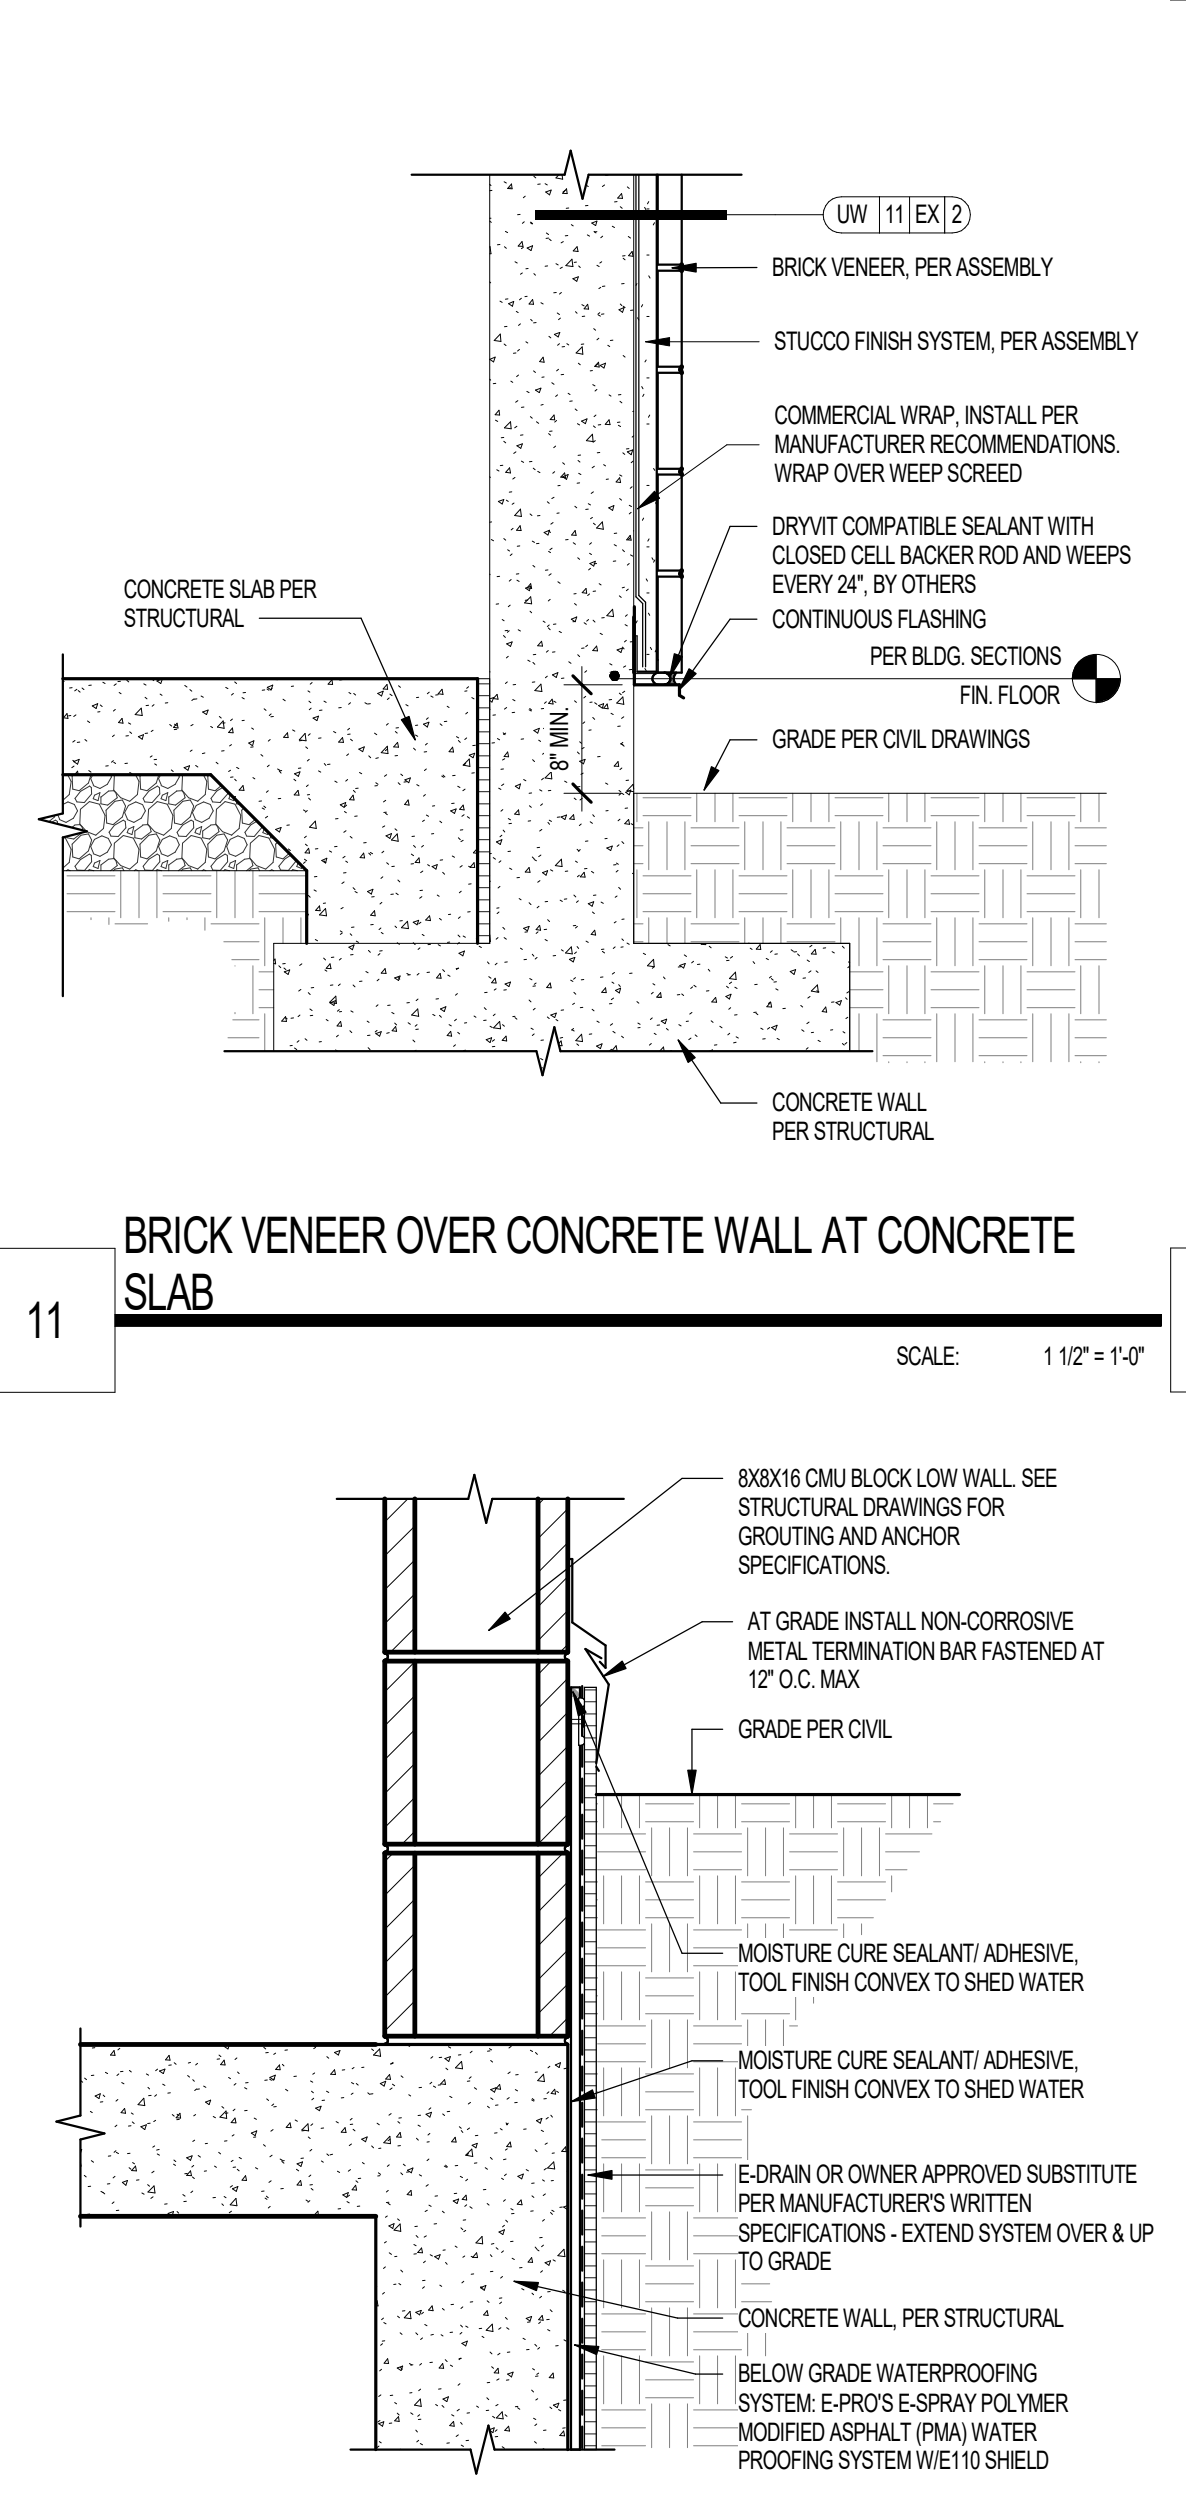 UW 11 EX 2
BRICK VENEER, PER ASSEMBLY
STUCCO FINISH SYSTEM, PER ASSEMBLY
COMMERCIAL WRAP, INSTALL PER
MANUFACTURER RECOMMENDATIONS.
WRAP OVER WEEP SCREED
DRYVIT COMPATIBLE SEALANT WITH
CLOSED CELL BACKER ROD AND WEEPS
EVERY 24", BY OTHERS
CONCRETE SLAB PER
STRUCTURAL
CONTINUOUS FLASHING
PER BLDG. SECTIONS
FIN. FLOOR
8" MIN.
GRADE PER CIVIL DRAWINGS
CONCRETE WALL
PER STRUCTURAL
11
BRICK VENEER OVER CONCRETE WALL AT CONCRETE
SLAB
SCALE: 1 1/2" = 1'-0"
8X8X16 CMU BLOCK LOW WALL. SEE
STRUCTURAL DRAWINGS FOR
GROUTING AND ANCHOR
SPECIFICATIONS.
AT GRADE INSTALL NON-CORROSIVE
METAL TERMINATION BAR FASTENED AT
12" O.C. MAX
GRADE PER CIVIL
MOISTURE CURE SEALANT/ ADHESIVE,
TOOL FINISH CONVEX TO SHED WATER
MOISTURE CURE SEALANT/ ADHESIVE,
TOOL FINISH CONVEX TO SHED WATER
E-DRAIN OR OWNER APPROVED SUBSTITUTE
PER MANUFACTURER'S WRITTEN
SPECIFICATIONS - EXTEND SYSTEM OVER & UP
TO GRADE
CONCRETE WALL, PER STRUCTURAL
BELOW GRADE WATERPROOFING
SYSTEM: E-PRO'S E-SPRAY POLYMER
MODIFIED ASPHALT (PMA) WATER
PROOFING SYSTEM W/E110 SHIELD